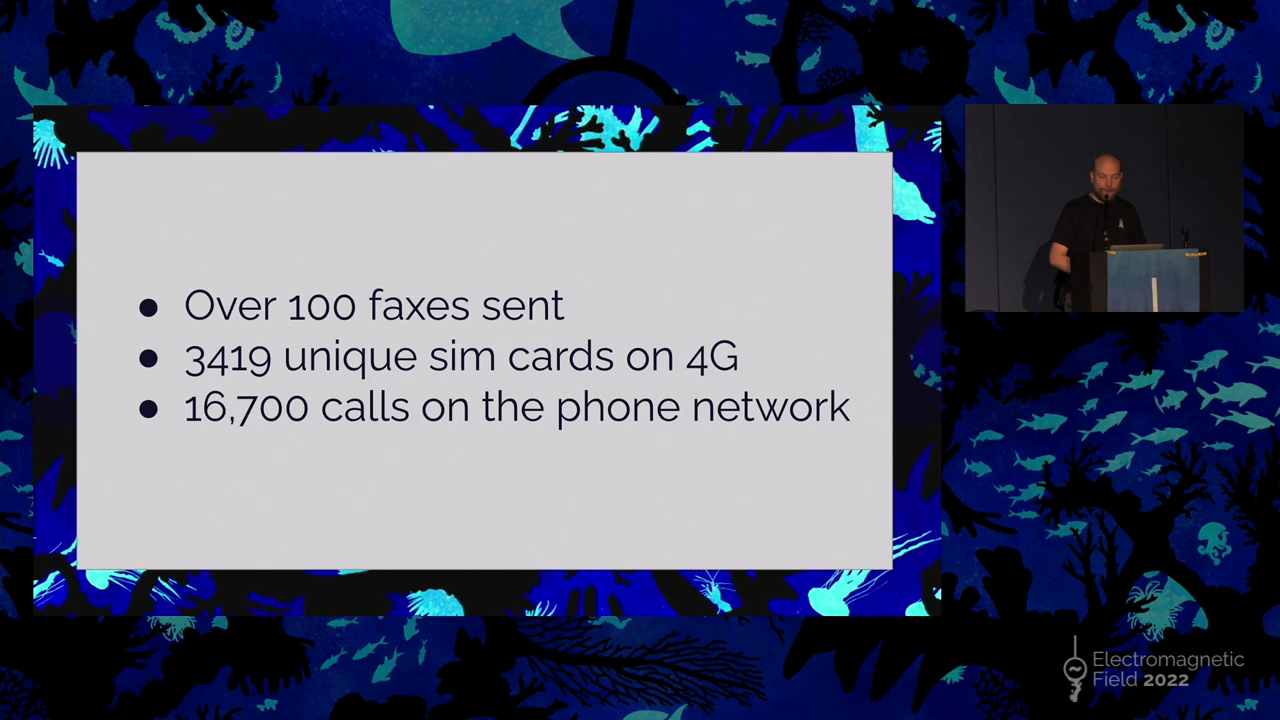 ● Over 100 faxes sent
● 3419 unique sim cards on 4G
● 16,700 calls on the phone network
Electromagnetic
Field 2022